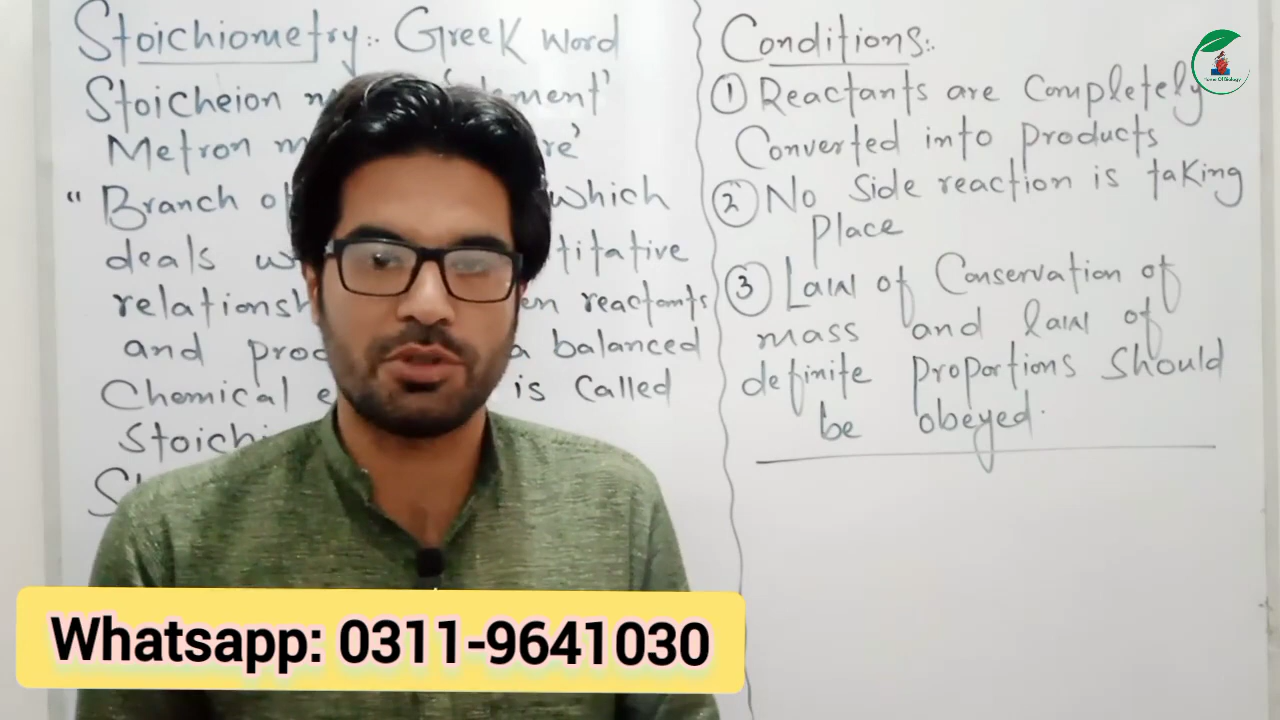 Stoichiometry:. Greek word
Stoicheion ement'
Metron re'
" Branch of which
deals titative
relationsh en reactants
and prod a balanced
Chemical e is Called
Stoichi
Conditions:.
① Reactants are Completely
Converted into products
② No Side reaction is taking
Place
③ Law of Conservation of
mass and law of
definite proportions should
be obeyed.
Whatsapp: 0311-9641030